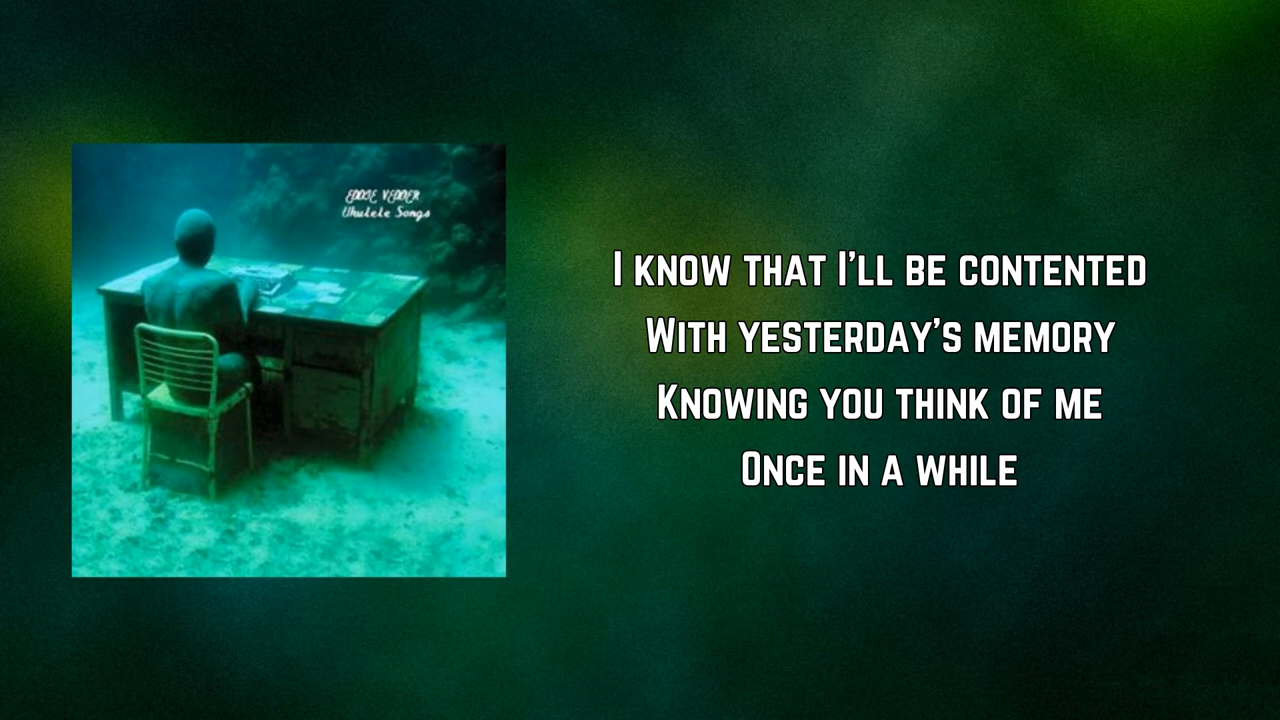 EDDIE VEDDER
Ukulele Songs
I KNOW THAT I'LL BE CONTENTED
WITH YESTERDAY'S MEMORY
KNOWING YOU THINK OF ME
ONCE IN A WHILE